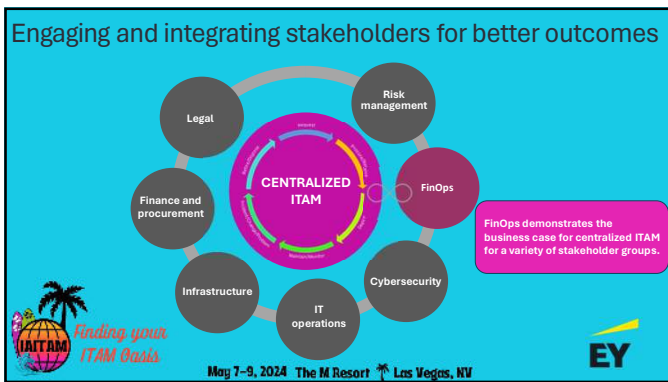 Engaging and integrating stakeholders for better outcomes
Risk
management
Legal
CENTRALIZED
ITAM
FinOps
Finance and
procurement
FinOps demonstrates the
business case for centralized ITAM
for a variety of stakeholder groups.
Cybersecurity
Infrastructure
IT
operations
IAITAM
Finding your
ITAM Oasis
EY
May 7-9, 2024 The M Resort Las Vegas, NV